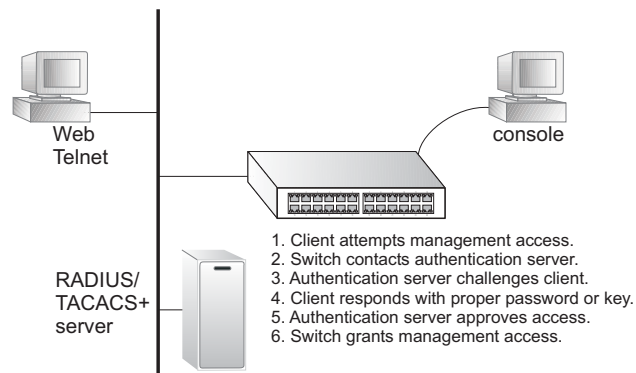 Web
Telnet
console
RADIUS/
TACACS+
server
1. Client attempts management access.
2. Switch contacts authentication server.
3. Authentication server challenges client.
4. Client responds with proper password or key.
5. Authentication server approves access.
6. Switch grants management access.